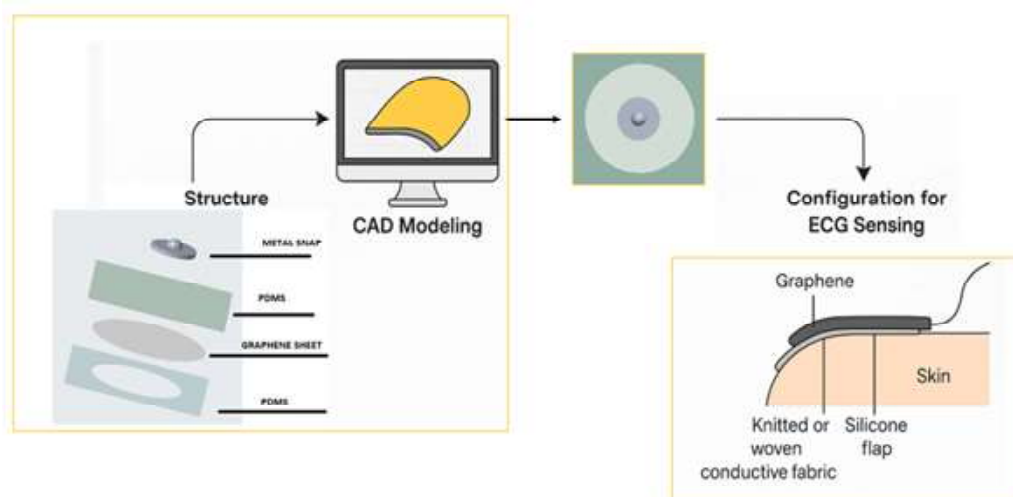 Structure
CAD Modeling
METAL SNAP
PDMS
GRAPHENE SHEET
PDMS
Configuration for
ECG Sensing
Graphene
Skin
Knitted or
woven
conductive fabric
Silicone
flap